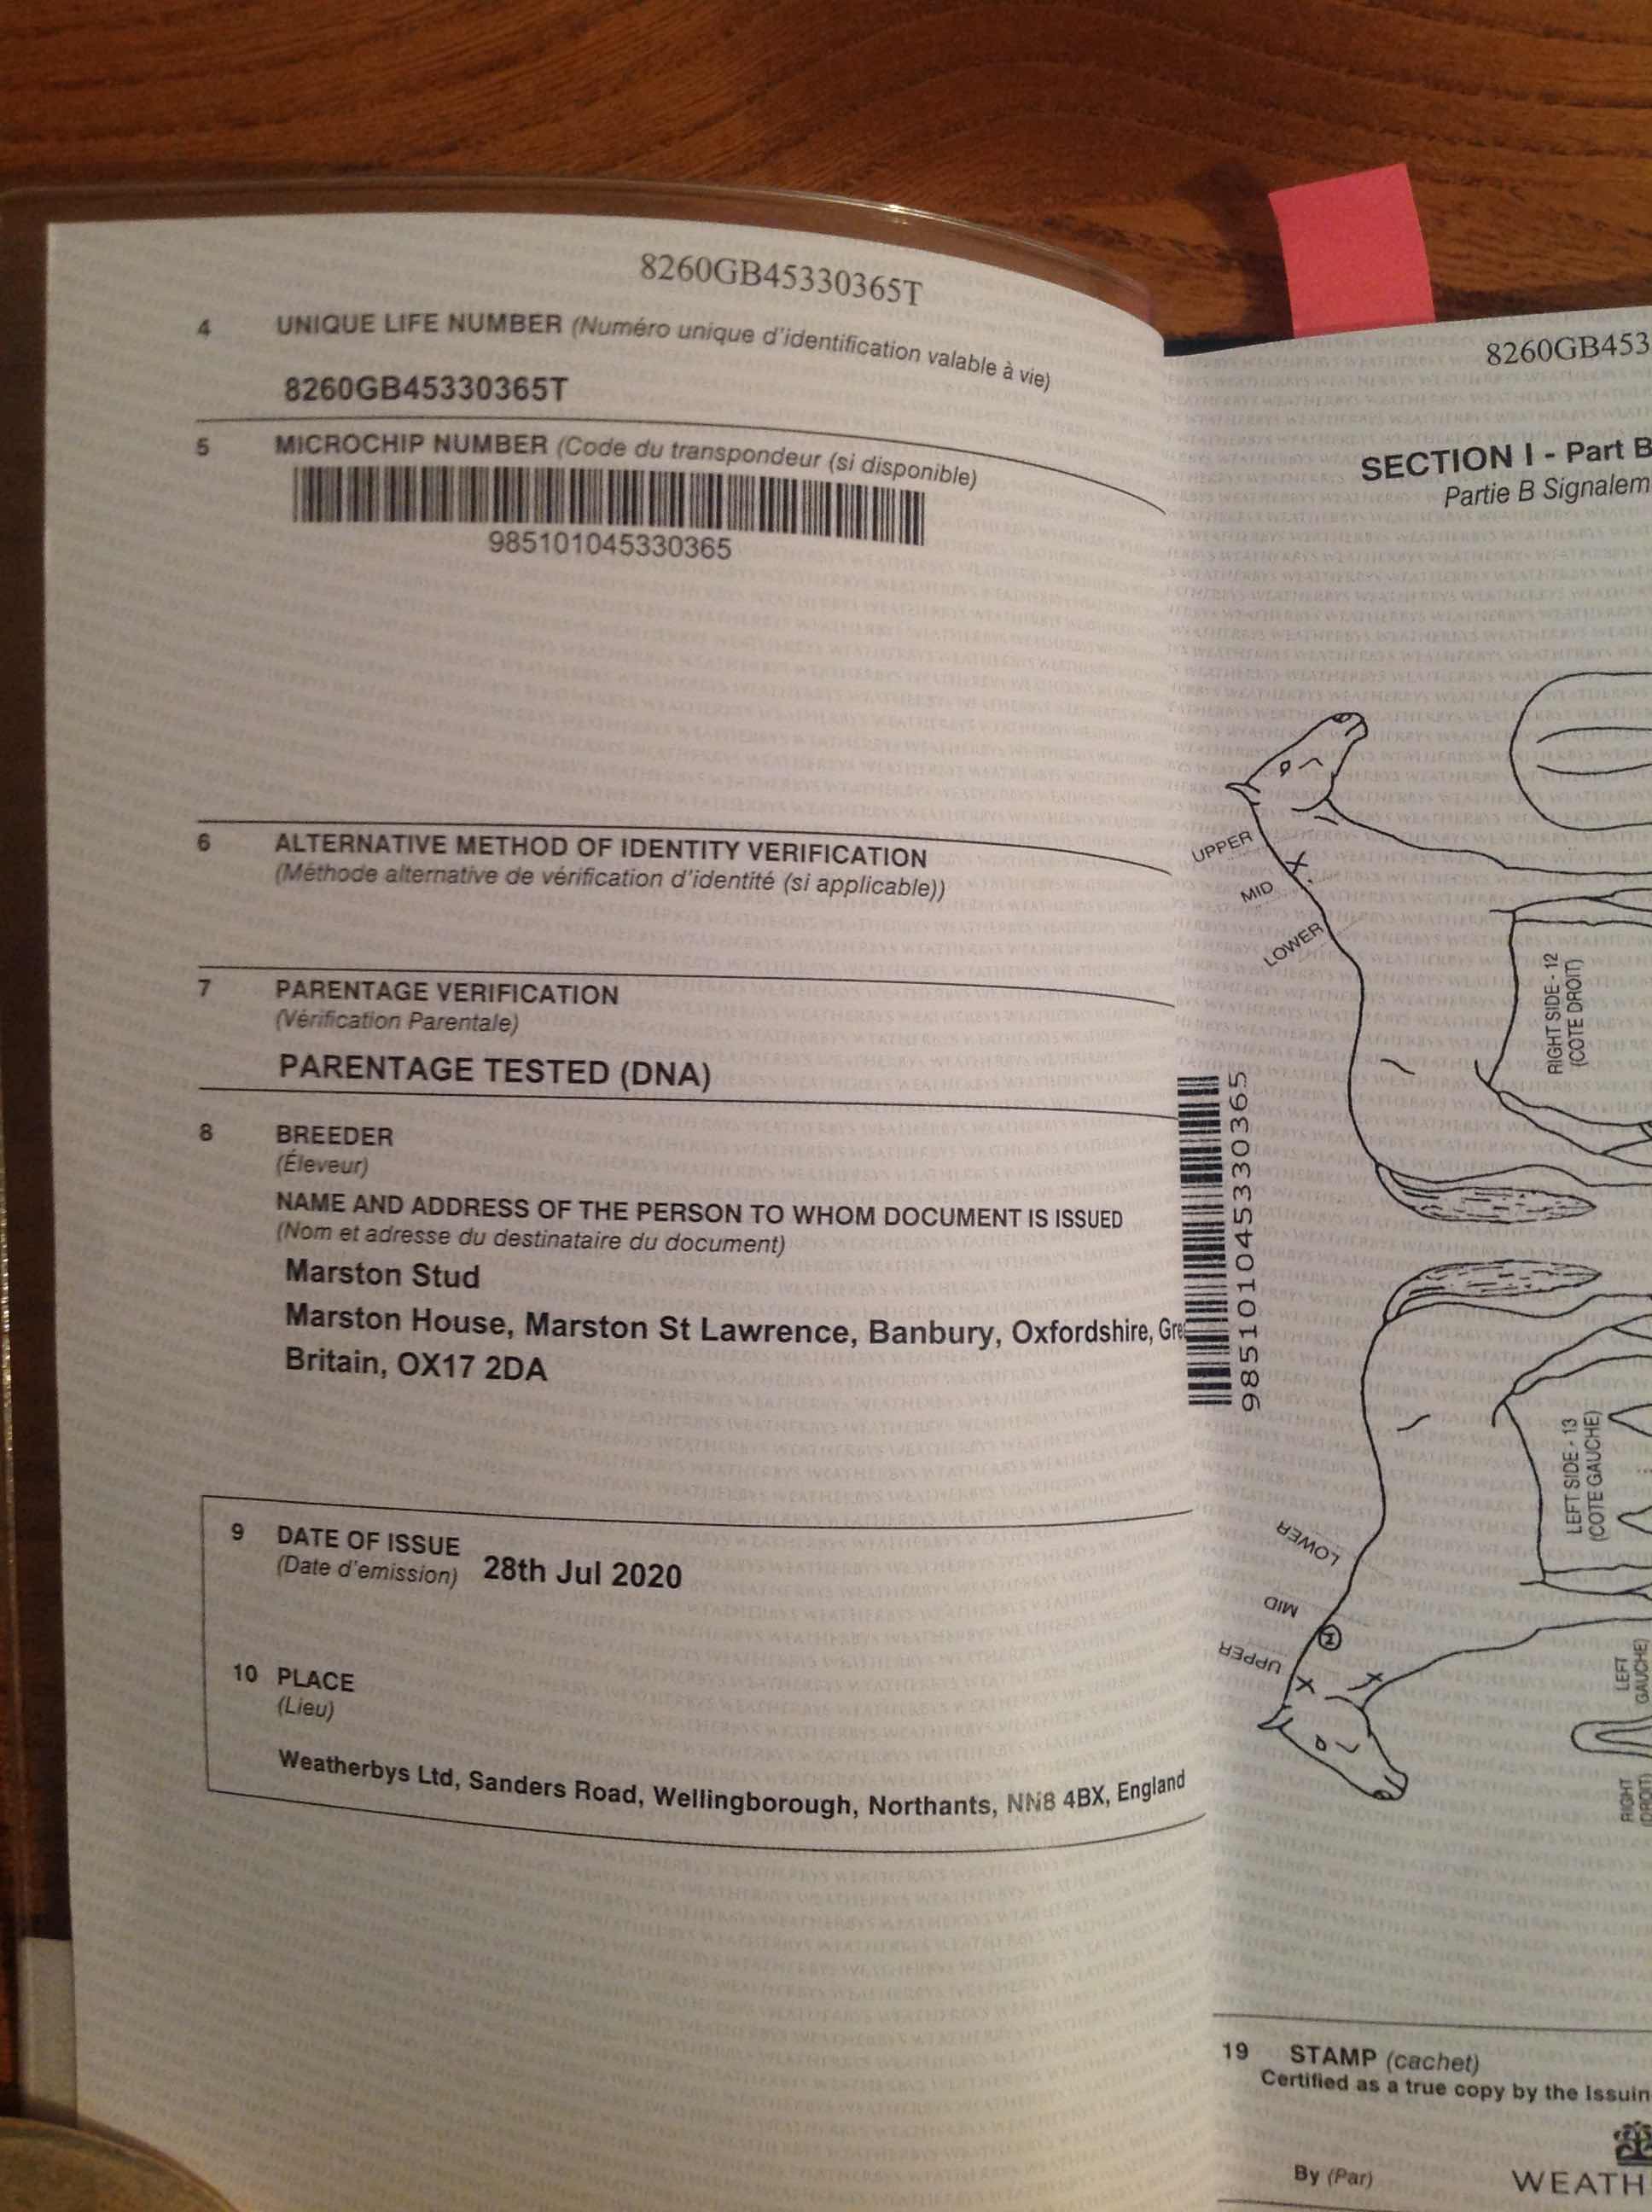 8260GB45330365T
4 UNIQUE LIFE NUMBER (Numéro unique d'identification valable à vie)
8260GB45330365T
5 MICROCHIP NUMBER (Code du transpondeur (si disponible)
985101045330365
6 ALTERNATIVE METHOD OF IDENTITY VERIFICATION
(Méthode alternative de vérification d'identité (si applicable))
7 PARENTAGE VERIFICATION
(Vérification Parentale)
PARENTAGE TESTED (DNA)
8 BREEDER
(Éleveur)
NAME AND ADDRESS OF THE PERSON TO WHOM DOCUMENT IS ISSUED
(Nom et adresse du destinataire du document)
Marston Stud
Marston House, Marston St Lawrence, Banbury, Oxfordshire, Gre
Britain, OX17 2DA
9 DATE OF ISSUE
(Date d'emission) 28th Jul 2020
10 PLACE
(Lieu)
Weatherbys Ltd, Sanders Road, Wellingborough, Northants, NN8 4BX, England
8260GB453
SECTION I - Part B
Partie B Signalem
UPPER
MID
LOWER
RIGHT SIDE - 12
(COTE DROIT)
985101045330365
LEFT SIDE - 13
(COTE GAUCHE)
LOWER
MID
M
UPPER
LEFT
GAUCHE)
RIGHT
(DROIT)
19 STAMP (cachet)
Certified as a true copy by the Issuin
By (Par)
WEATH